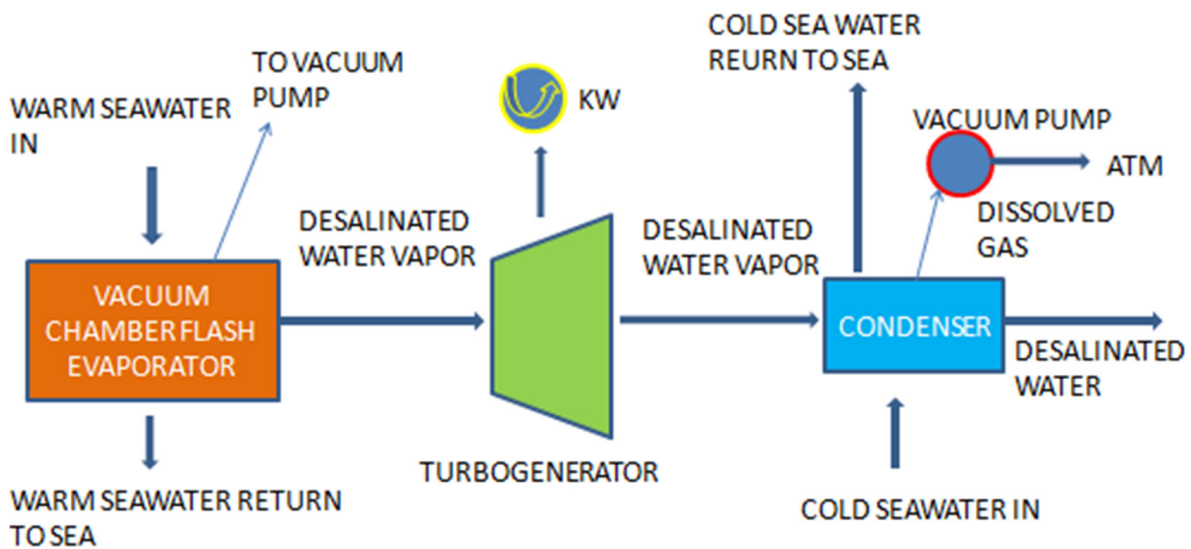 WARM SEAWATER
IN
TO VACUUM
PUMP
KW
COLD SEA WATER
REURN TO SEA
VACUUM PUMP
ATM
DISSOLVED
GAS
DESALINATED
WATER VAPOR
DESALINATED
WATER VAPOR
VACUUM
CHAMBER FLASH
EVAPORATOR
CONDENSER
DESALINATED
WATER
TURBOGENERATOR
WARM SEAWATER RETURN
TO SEA
COLD SEAWATER IN